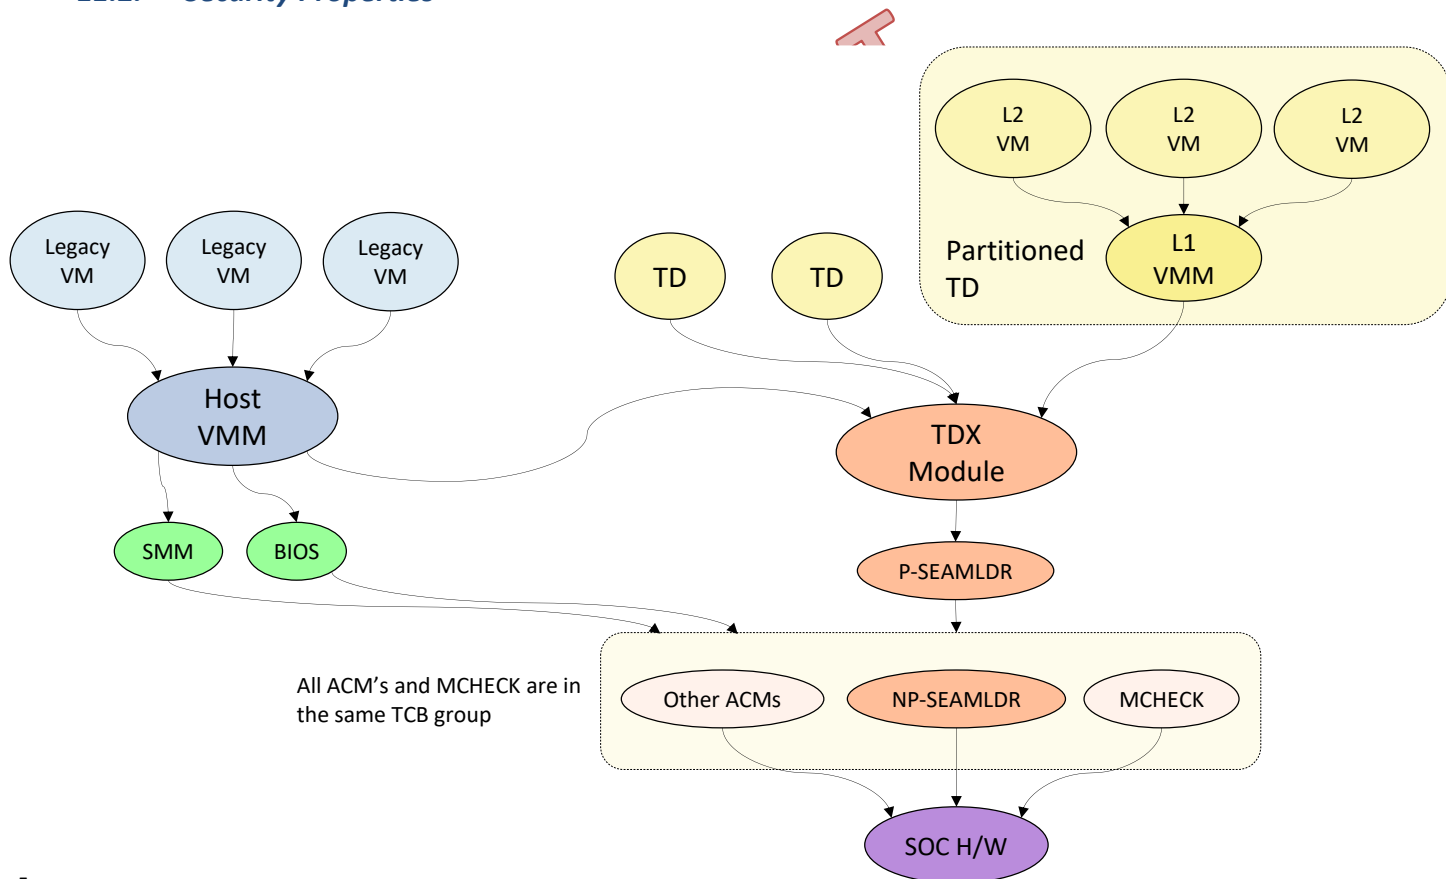 Security Properties
L2
VM
L2
VM
L2
VM
Partitioned
TD
L1
VMM
Legacy
VM
Legacy
VM
Legacy
VM
TD
TD
Host
VMM
TDX
Module
SMM
BIOS
P-SEAMLDR
All ACM's and MCHECK are in
the same TCB group
Other ACMs
NP-SEAMLDR
MCHECK
SOC H/W